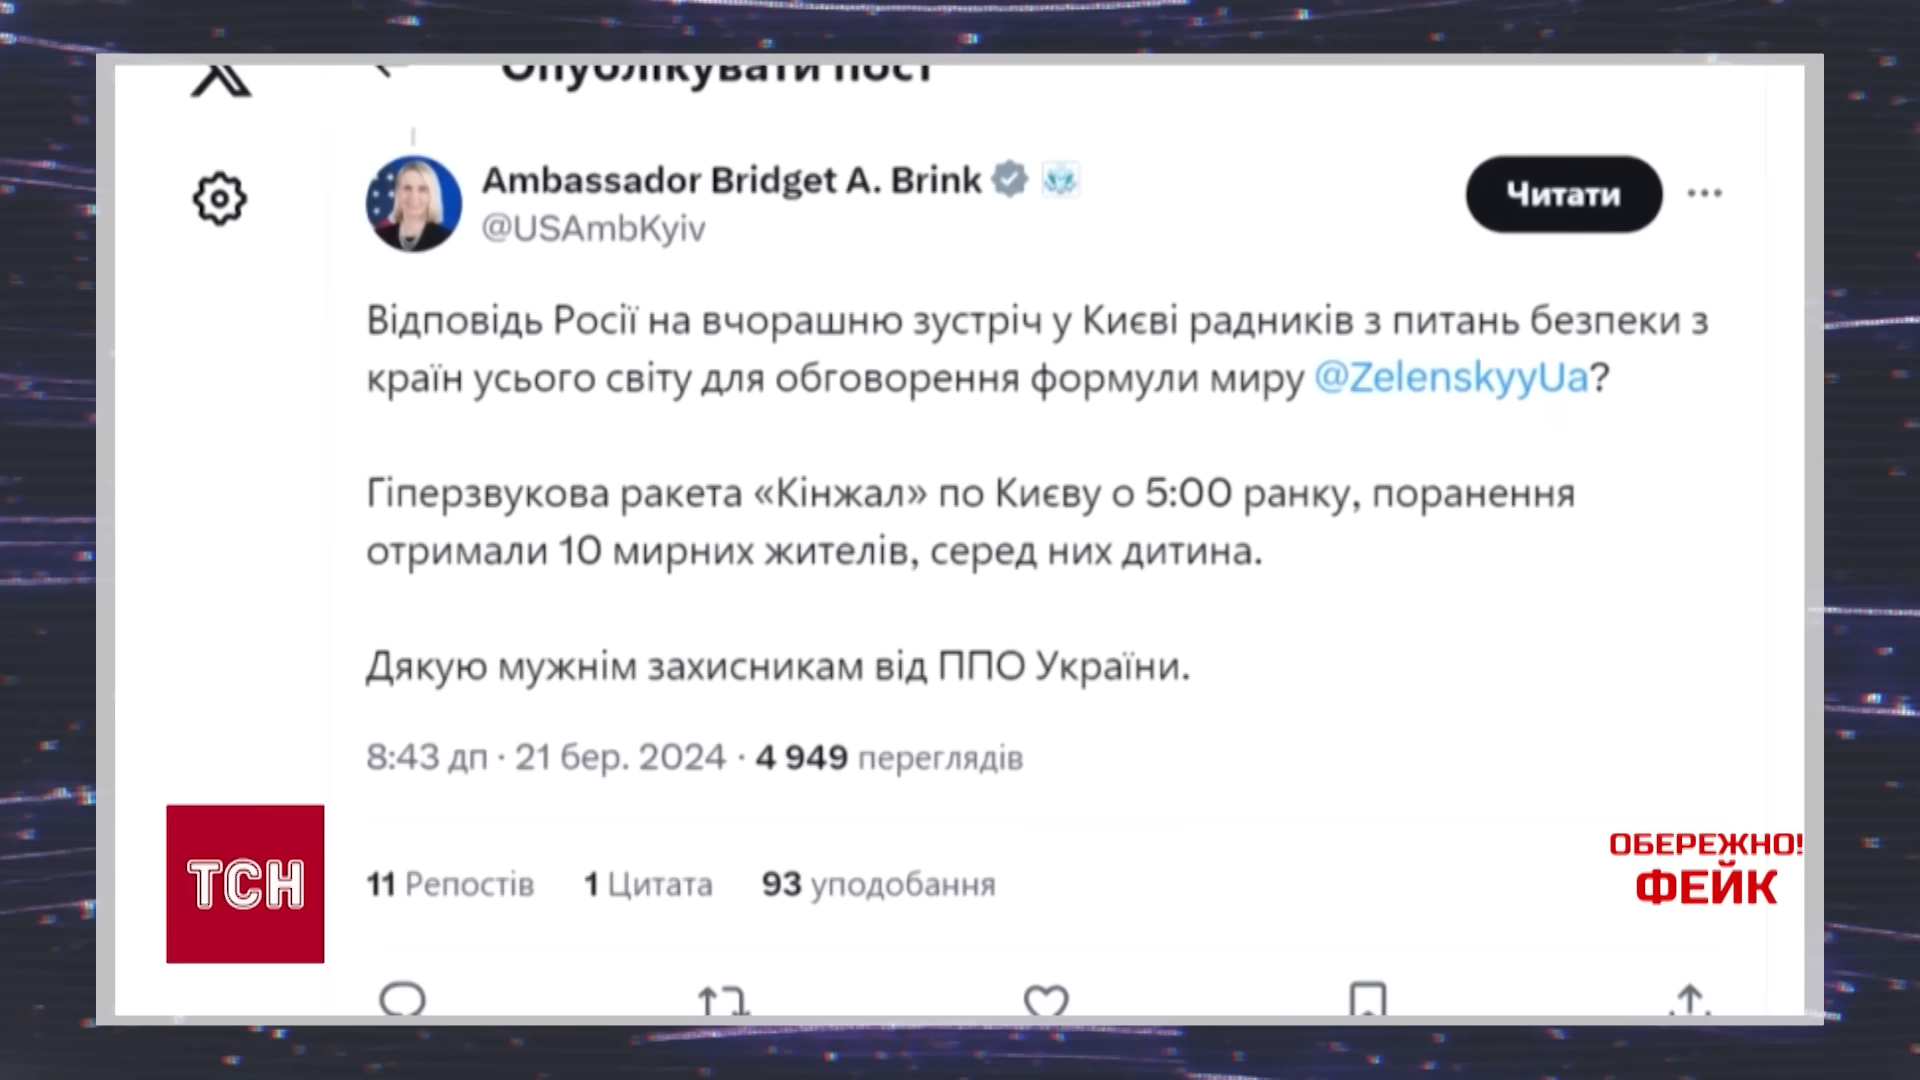 Опублікувати пост
Ambassador Bridget A. Brink
@USAmbKyiv
Читати
Відповідь Росії на вчорашню зустріч у Києві радників з питань безпеки з
країн усього світу для обговорення формули миру @ZelenskyyUa?
Гіперзвукова ракета «Кінжал» по Києву о 5:00 ранку, поранення
отримали 10 мирних жителів, серед них дитина.
Дякую мужнім захисникам від ППО України.
8:43 дп · 21 бер. 2024 · 4 949 переглядів
11 Репостів 1 Цитата 93 уподобання
ТСН
ОБЕРЕЖНО!
ФЕЙК